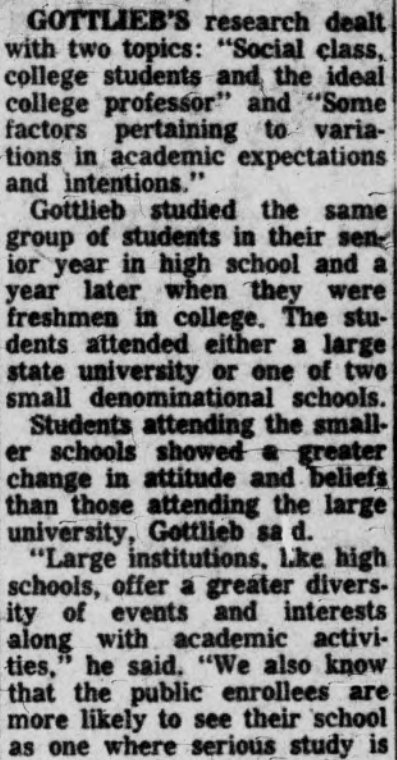 GOTTLIEB'S research dealt
with two topics: "Social class,
college students and the ideal
college professor" and "Some
factors pertaining to varia-
tions in academic expectations
and intentions."
Gottlieb studied the same
group of students in their sen-
ior year in high school and a
year later when they were
freshmen in college. The stu-
dents attended either a large
state university or one of two
small denominational schools.
Students attending the small-
er schools showed a greater
change in attitude and beliefs
than those attending the large
university, Gottlieb said.
"Large institutions, like high
schools, offer a greater divers-
ity of events and interests
along with academic activi-
ties," he said. "We also know
that the public enrollees are
more likely to see their school
as one where serious study is